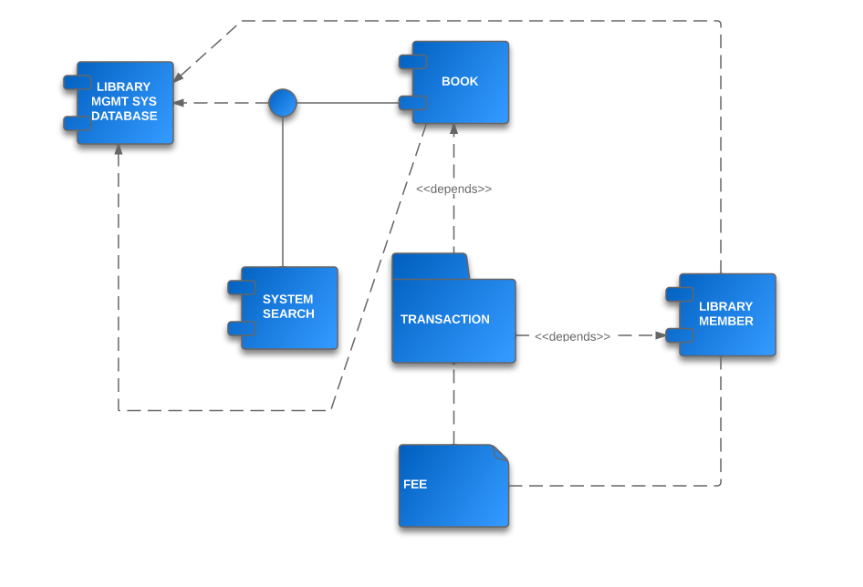 LIBRARY
MGMT SYS
DATABASE
BOOK
<<depends>>
SYSTEM
SEARCH
TRANSACTION
<<depends>>
LIBRARY
MEMBER
FEE